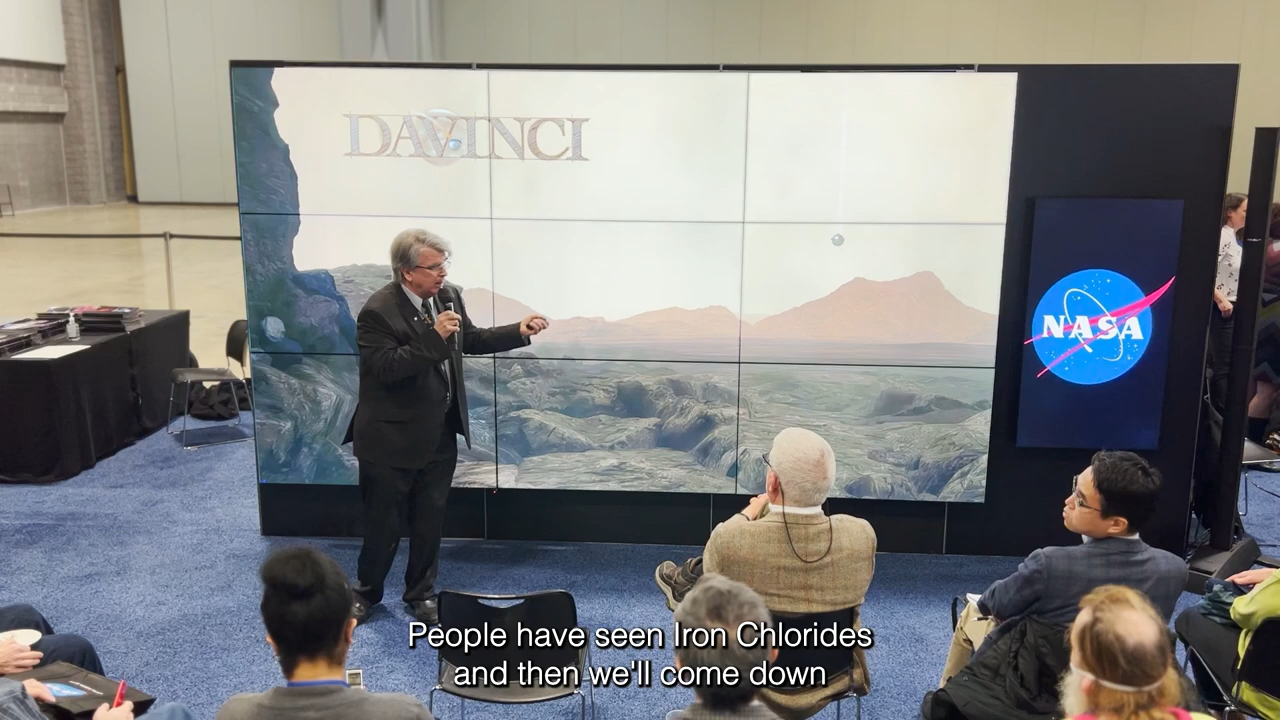 DAVINCI
NASA
People have seen Iron Chlorides
and then we'll come down